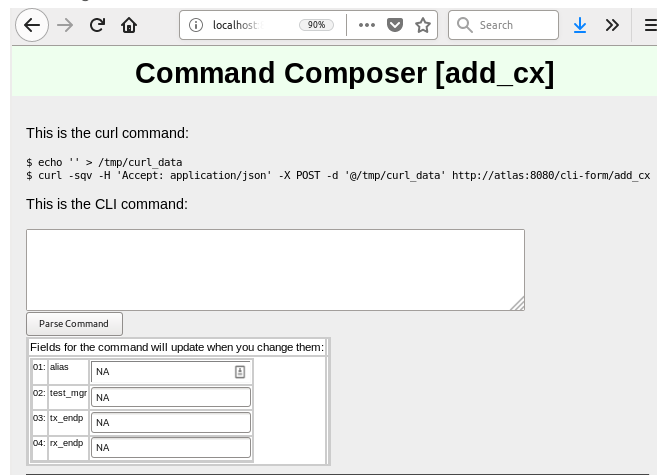 localhost 90% Search
Command Composer [add_cx]
This is the curl command:
$ echo '' > /tmp/curl_data
$ curl -sqv -H 'Accept: application/json' -X POST -d '@/tmp/curl_data' http://atlas:8080/cli-form/add_cx
This is the CLI command:
Parse Command
Fields for the command will update when you change them:
01: alias NA
02: test_mgr NA
03: tx_endp NA
04: rx_endp NA